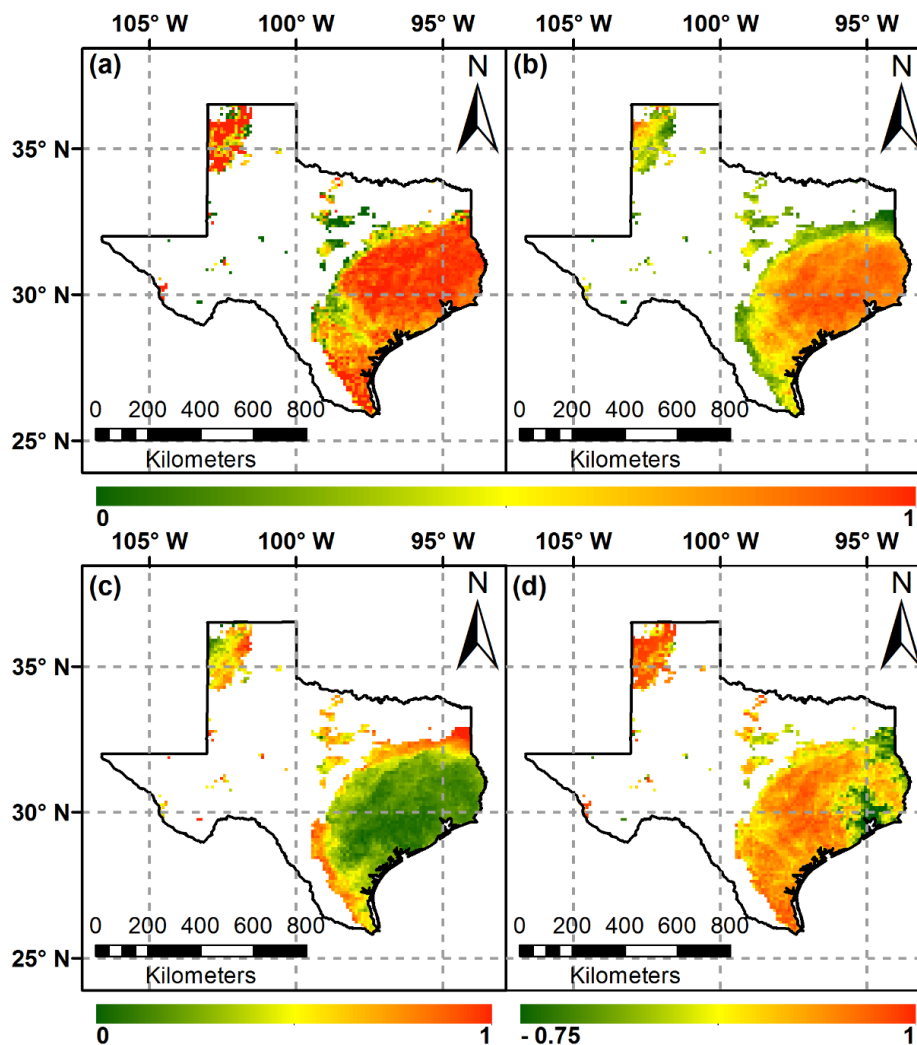 105° W 100° W 95° W 105° W 100° W 95° W
(a) N (b) N
35° N
30° N
0 200 400 600 800 0 200 400 600 800
25° N
Kilometers Kilometers
0 1
105° W 100° W 95° W 105° W 100° W 95° W
(c) N (d) N
35° N
30° N
0 200 400 600 800 0 200 400 600 800
25° N
Kilometers Kilometers
0 1 - 0.75 1